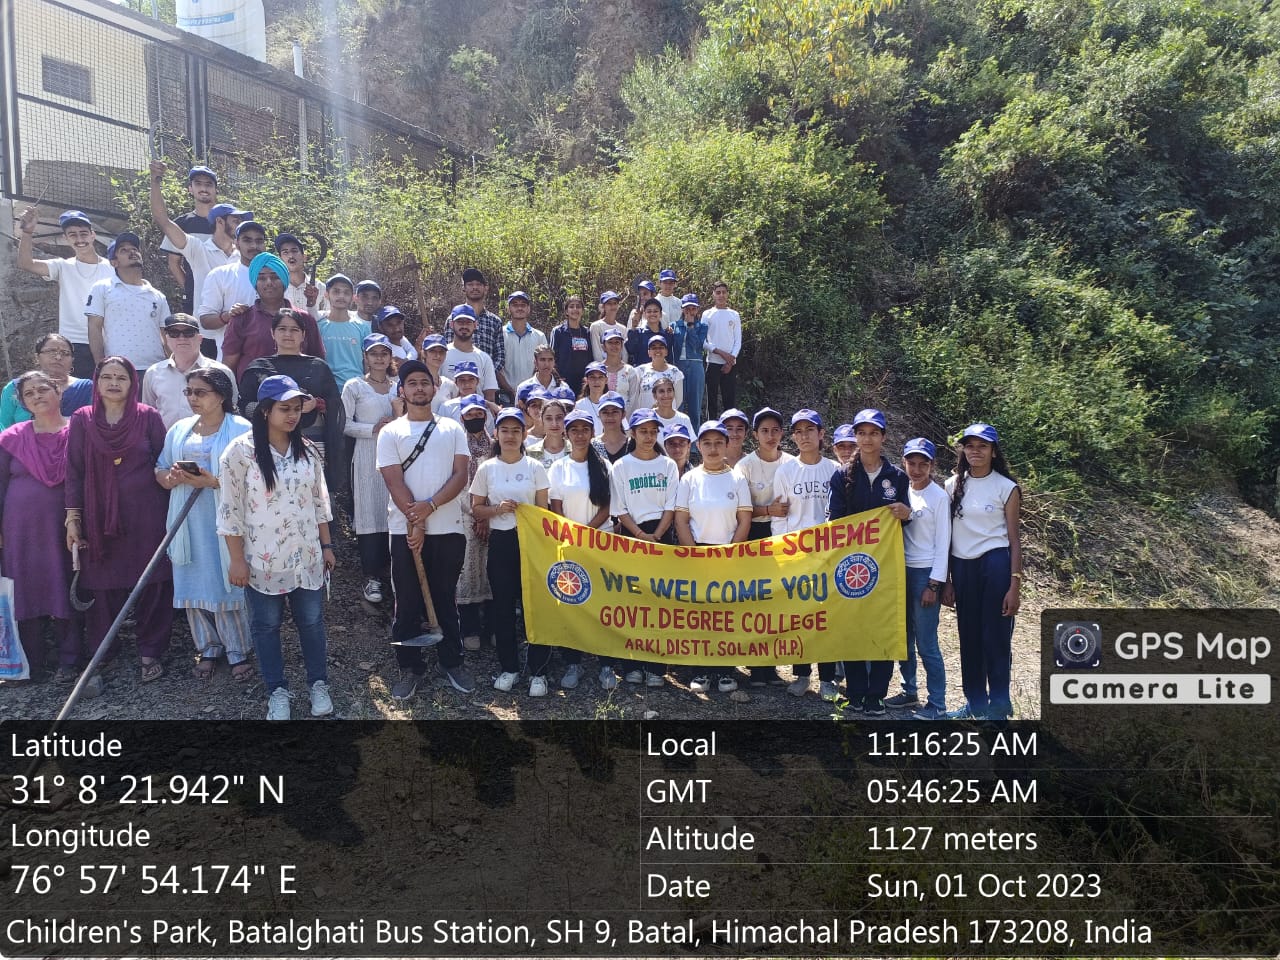 BROOKLYN
GUESS
NATIONAL SERVICE SCHEME
WE WELCOME YOU
GOVT. DEGREE COLLEGE
ARKI, DISTT. SOLAN (H.P.)
GPS Map
Camera Lite
Latitude
31° 8' 21.942" N
Longitude
76° 57' 54.174" E
Local 11:16:25 AM
GMT 05:46:25 AM
Altitude 1127 meters
Date Sun, 01 Oct 2023
Children's Park, Batalghati Bus Station, SH 9, Batal, Himachal Pradesh 173208, India